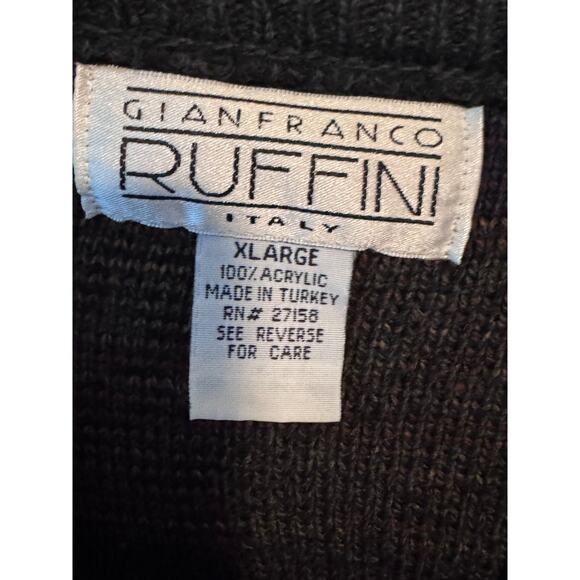 GIANFRANCO
RUFFINI
ITALY
XLARGE
100% ACRYLIC
MADE IN TURKEY
RN# 27158
SEE REVERSE
FOR CARE